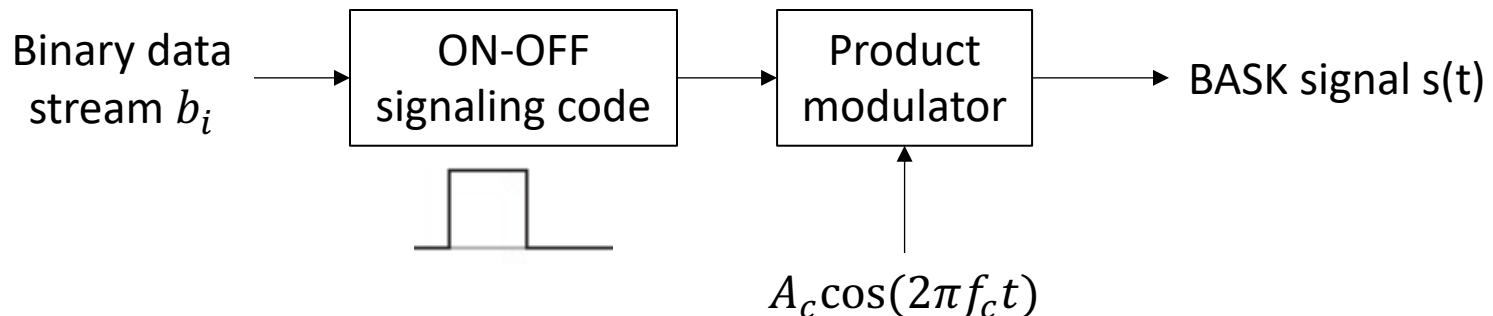 Binary data
stream b_i
ON-OFF
signaling code
Product
modulator
BASK signal s(t)
A_c cos(2πf_c t)